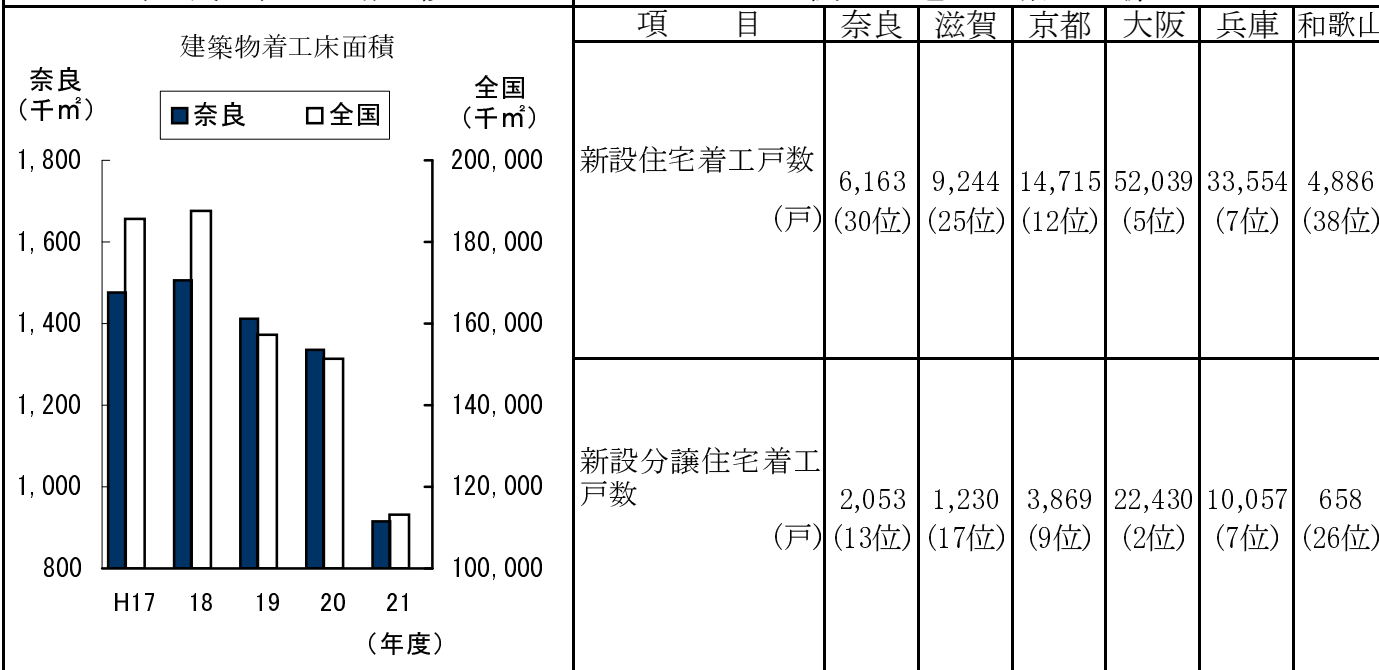 建築物着工床面積
奈良
(千㎡)
全国
(千㎡)
奈良 全国
1,800
1,600
1,400
1,200
1,000
800
200,000
180,000
160,000
140,000
120,000
100,000
H17 18 19 20 21
(年度)
項 目 奈良 滋賀 京都 大阪 兵庫 和歌山
新設住宅着工戸数
6,163 9,244 14,715 52,039 33,554 4,886
(戸) (30位) (25位) (12位) (5位) (7位) (38位)
新設分譲住宅着工
戸数
2,053 1,230 3,869 22,430 10,057 658
(戸) (13位) (17位) (9位) (2位) (7位) (26位)